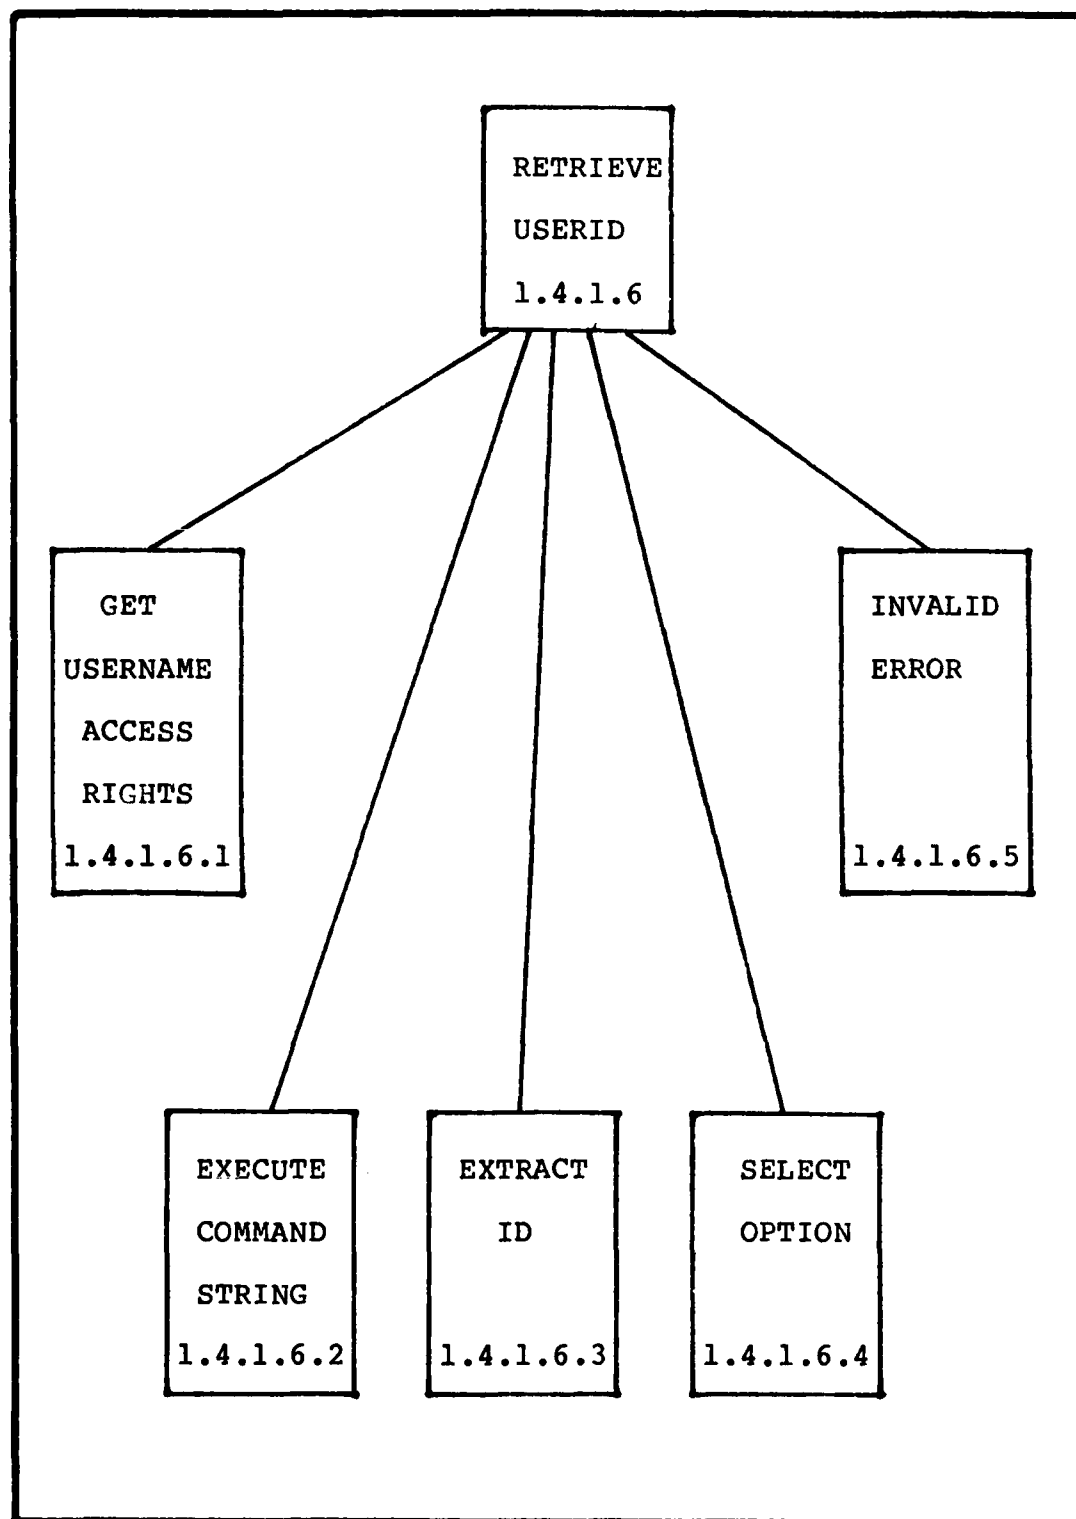 RETRIEVE
USERID
1.4.1.6
GET
USERNAME
ACCESS
RIGHTS
1.4.1.6.1
INVALID
ERROR
1.4.1.6.5
EXECUTE
COMMAND
STRING
1.4.1.6.2
EXTRACT
ID
1.4.1.6.3
SELECT
OPTION
1.4.1.6.4